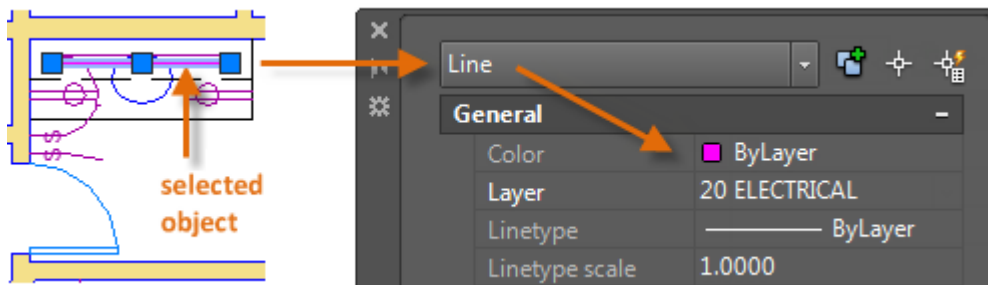 S S
selected
object
Line
General
Color ByLayer
Layer 20 ELECTRICAL
Linetype ByLayer
Linetype scale 1.0000